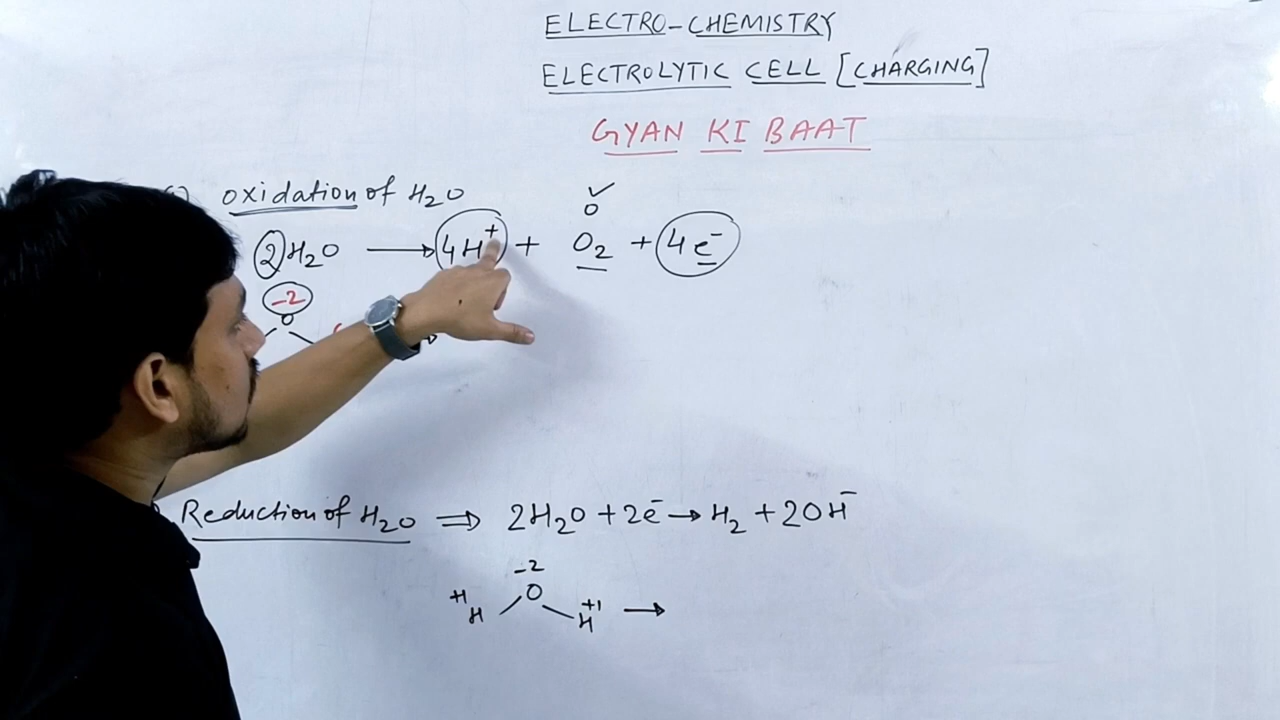 ELECTRO-CHEMISTRY
ELECTROLYTIC CELL [CHARGING]
GYAN KI BAAT
oxidation of H₂O
✓
0
2H₂O ⟶ 4H⁺ + O₂ + 4e⁻
-2
O
Reduction of H₂O ⇒ 2H₂O + 2e⁻ → H₂ + 2OH⁻
-2
O
+1
H H →